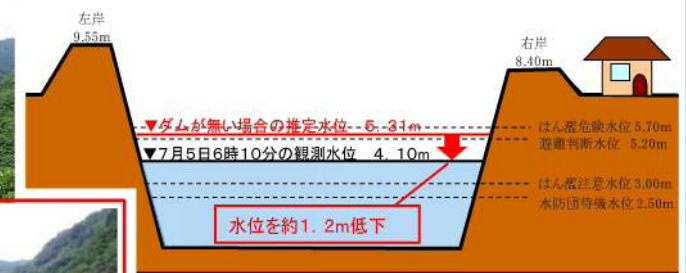 左岸
9.55m
右岸
8.40m
▼ダムが無い場合の推定水位 5.31m
はん濫危険水位 5.70m
避難判断水位 5.20m
▼7月5日6時10分の観測水位 4.10m
はん濫注意水位 3.00m
水防団待機水位 2.50m
水位を約1.2m低下